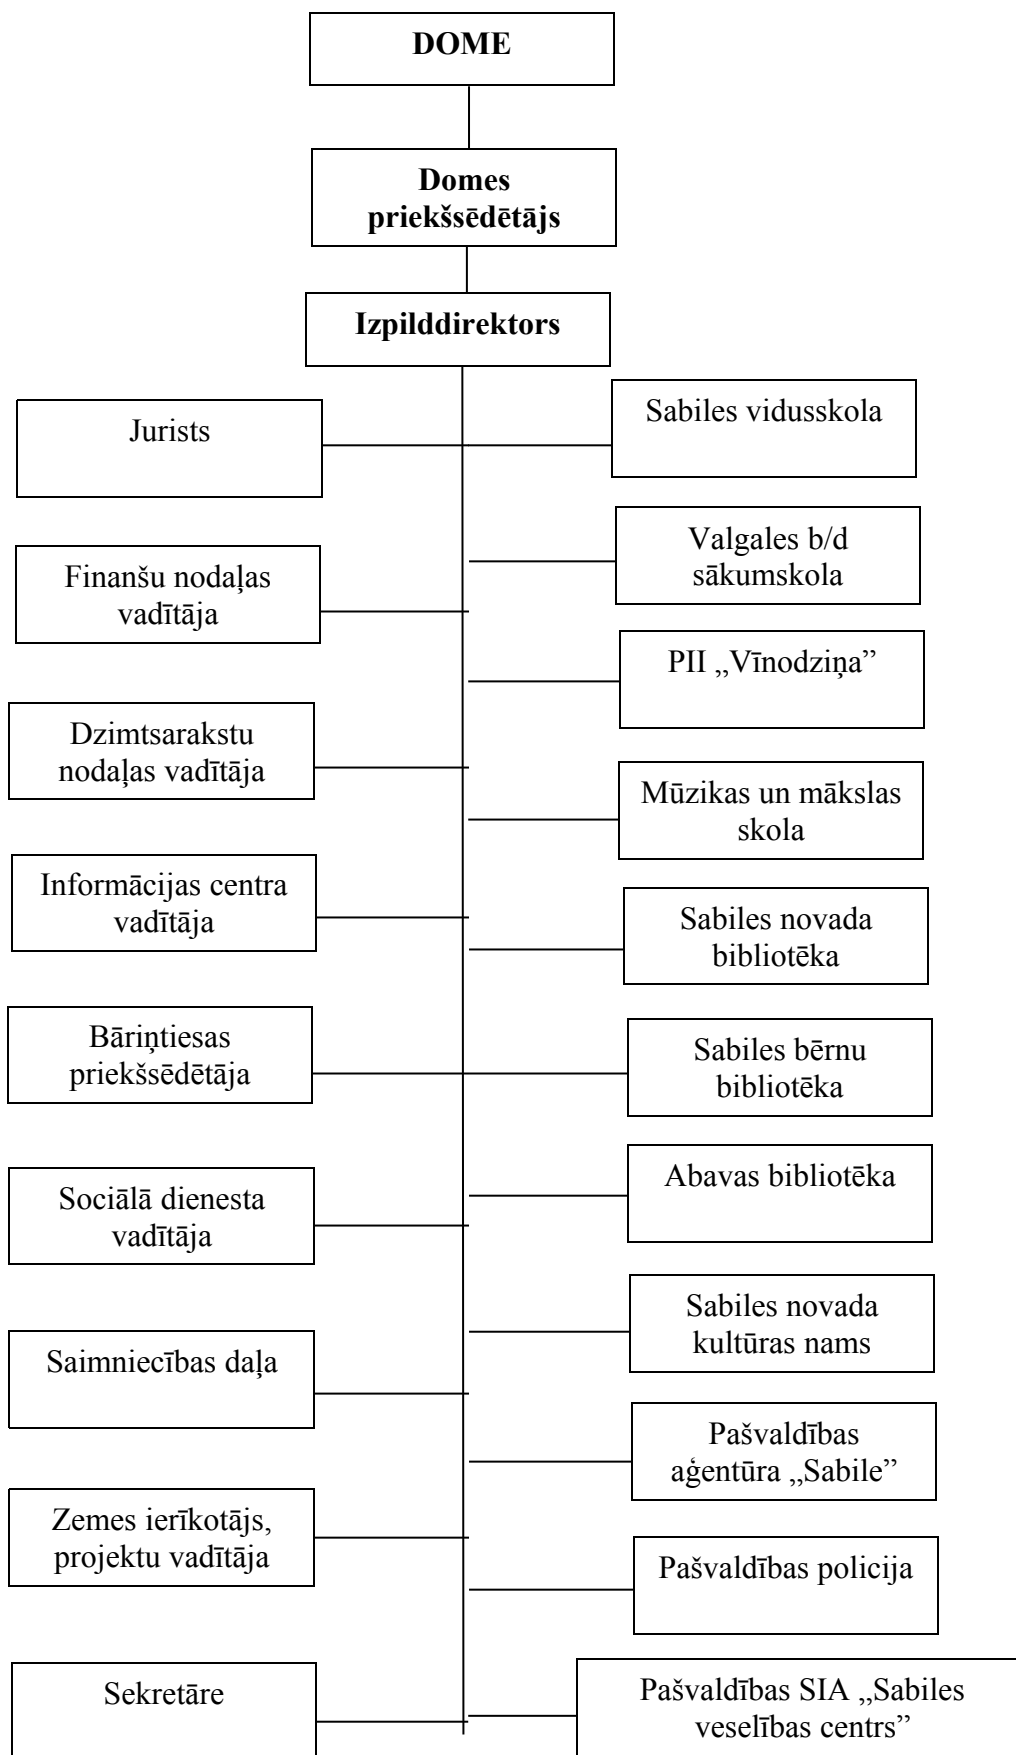 DOME
Domes
priekšsēdētājs
Izpilddirektors
Jurists
Sabiles vidusskola
Finanšu nodaļas
vadītāja
Valgales b/d
sākumskola
Dzimtsarakstu
nodaļas vadītāja
PII „Vīnodziņa”
Informācijas centra
vadītāja
Mūzikas un mākslas
skola
Bāriņtiesas
priekšsēdētāja
Sabiles novada
bibliotēka
Sociālā dienesta
vadītāja
Sabiles bērnu
bibliotēka
Saimniecības daļa
Abavas bibliotēka
Zemes ierīkotājs,
projektu vadītāja
Sabiles novada
kultūras nams
Sekretāre
Pašvaldības
aģentūra „Sabile”
Pašvaldības policija
Pašvaldības SIA „Sabiles
veselības centrs”